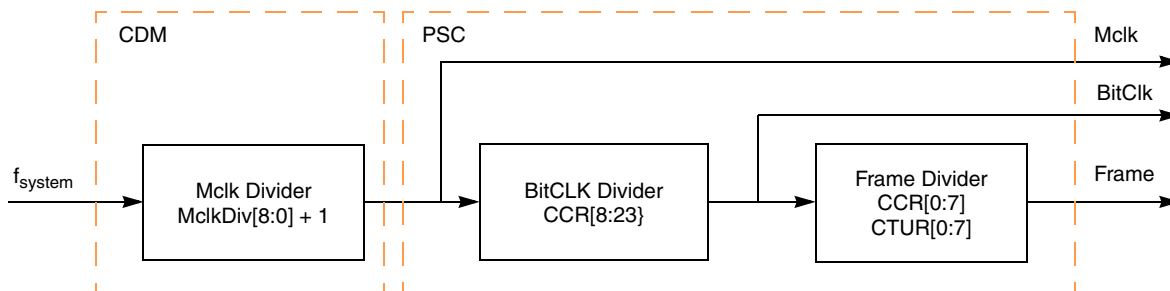 CDM
PSC
Mclk
BitClk
f_system
Mclk Divider
MclkDiv[8:0] + 1
BitCLK Divider
CCR[8:23}
Frame Divider
CCR[0:7]
CTUR[0:7]
Frame